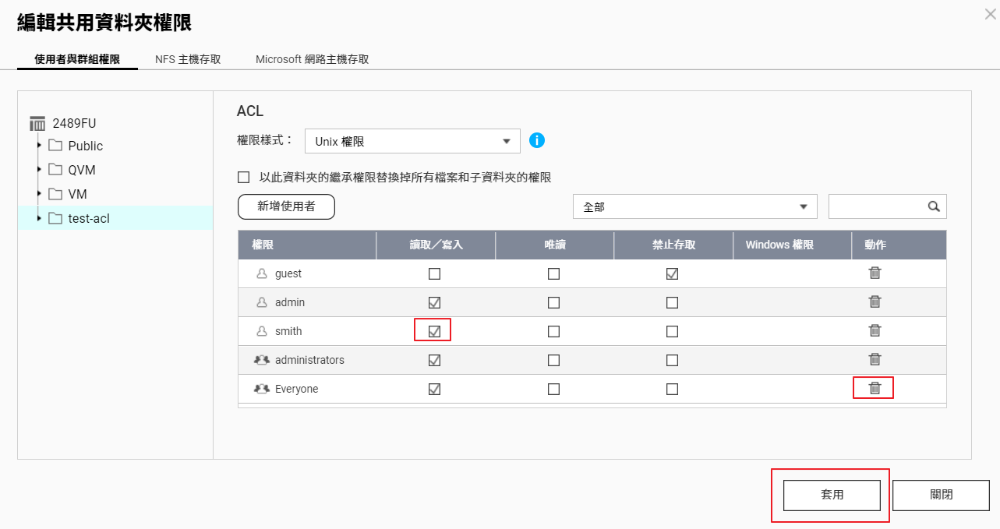 編輯共用資料夾權限
使用者與群組權限 NFS 主機存取 Microsoft 網路主機存取
2489FU
Public
QVM
VM
test-acl
ACL
權限樣式： Unix 權限
以此資料夾的繼承權限替換掉所有檔案和子資料夾的權限
新增使用者 全部
權限 讀取／寫入 唯讀 禁止存取 Windows 權限 動作
guest
admin
smith
administrators
Everyone
套用 關閉